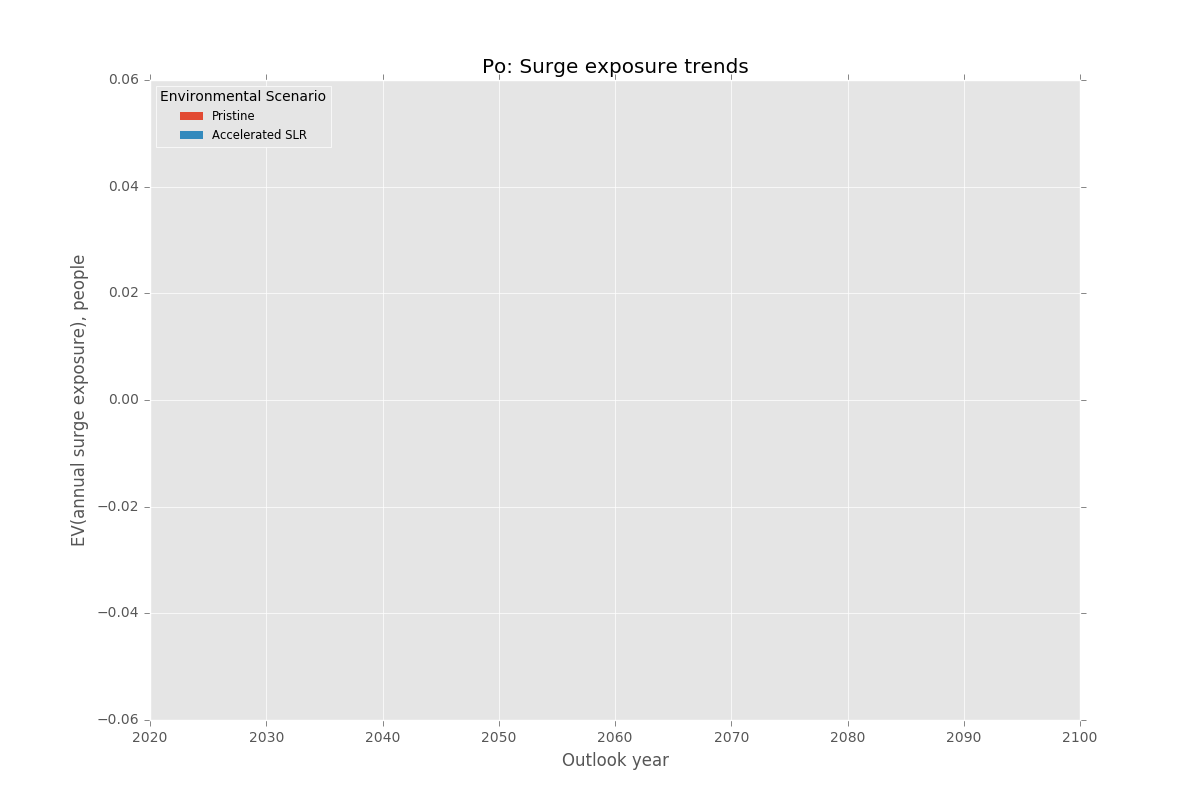 Po: Surge exposure trends
Environmental Scenario
Pristine
Accelerated SLR
0.06
0.04
0.02
0.00
−0.02
−0.04
−0.06
EV(annual surge exposure), people
2020 2030 2040 2050 2060 2070 2080 2090 2100
Outlook year